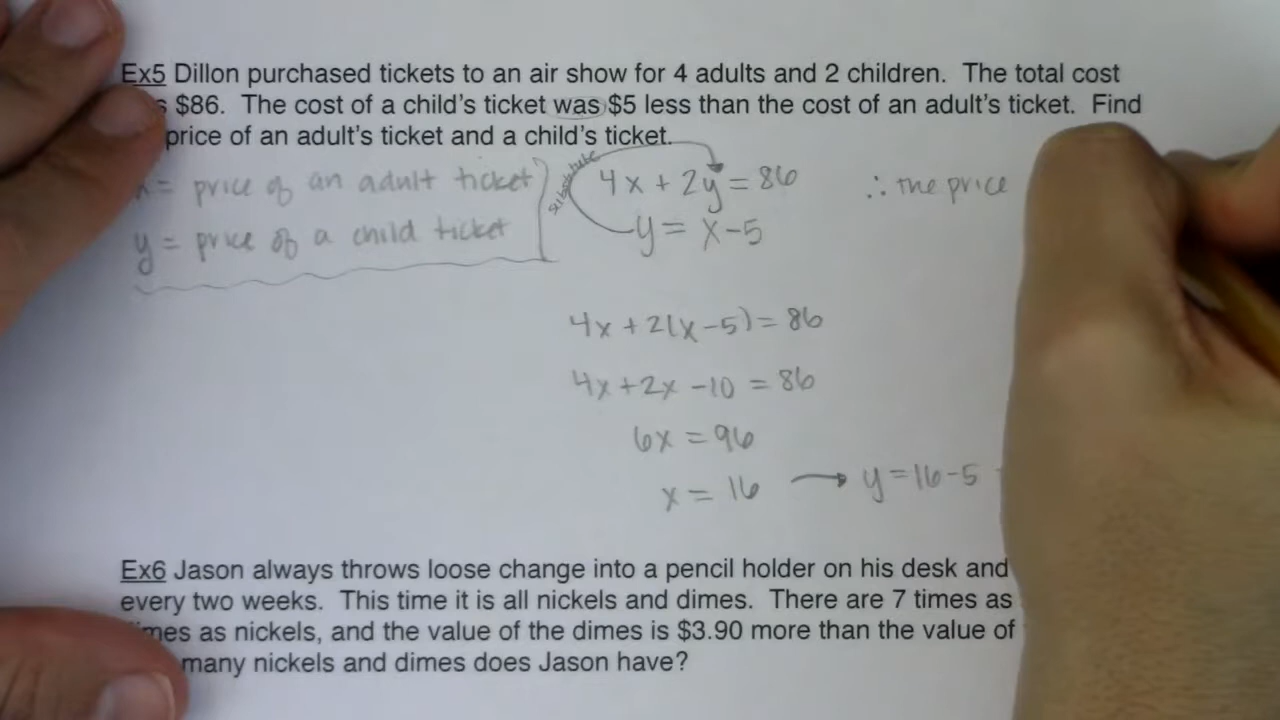 Ex5 Dillon purchased tickets to an air show for 4 adults and 2 children. The total cost
$86. The cost of a child's ticket was $5 less than the cost of an adult's ticket. Find
price of an adult's ticket and a child's ticket.
x = price of an adult ticket
y = price of a child ticket
substitute
4x + 2y = 86
y = x - 5
∴ the price
4x + 2(x - 5) = 86
4x + 2x - 10 = 86
6x = 96
x = 16 → y = 16 - 5
Ex6 Jason always throws loose change into a pencil holder on his desk and
every two weeks. This time it is all nickels and dimes. There are 7 times as
as nickels, and the value of the dimes is $3.90 more than the value of
many nickels and dimes does Jason have?